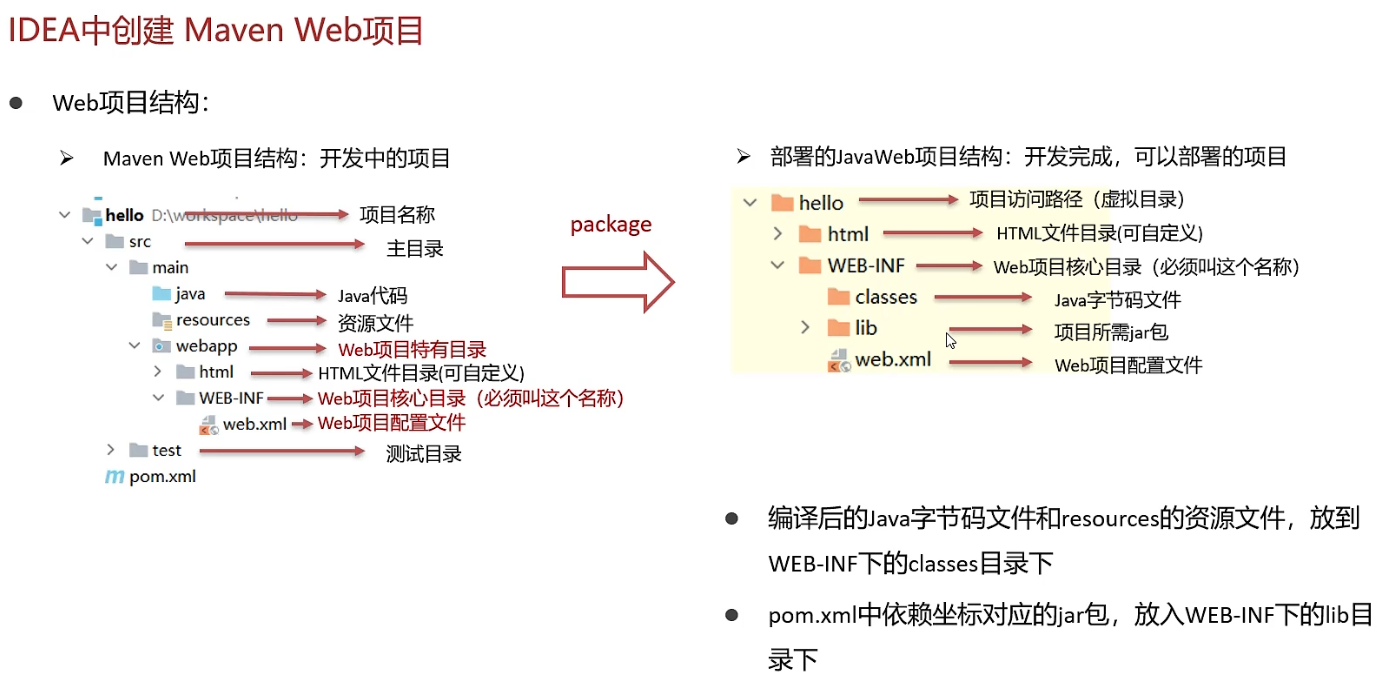 IDEA中创建 Maven Web项目
Web项目结构：
Maven Web项目结构：开发中的项目
hello D:\workspace\hello 项目名称
src 主目录
main
java Java代码
resources 资源文件
webapp Web项目特有目录
html HTML文件目录(可自定义)
WEB-INF Web项目核心目录（必须叫这个名称）
web.xml Web项目配置文件
test 测试目录
pom.xml
package
部署的JavaWeb项目结构：开发完成，可以部署的项目
hello 项目访问路径（虚拟目录）
html HTML文件目录(可自定义)
WEB-INF Web项目核心目录（必须叫这个名称）
classes Java字节码文件
lib 项目所需jar包
web.xml Web项目配置文件
编译后的Java字节码文件和resources的资源文件，放到
WEB-INF下的classes目录下
pom.xml中依赖坐标对应的jar包，放入WEB-INF下的lib目
录下